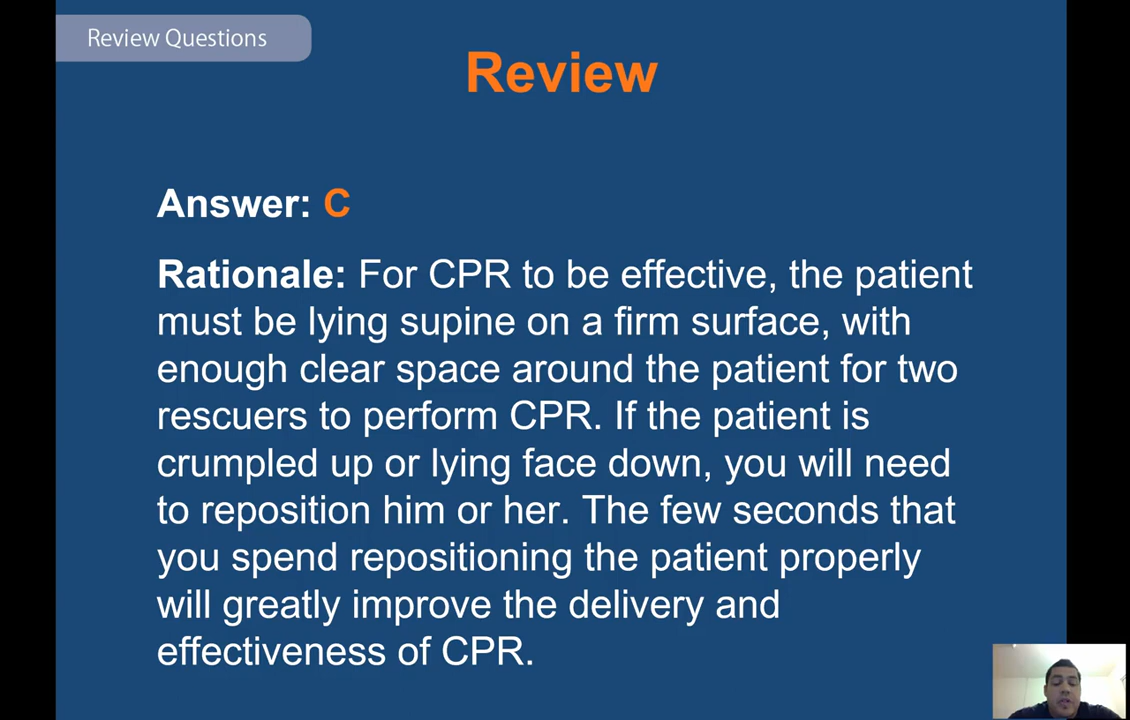 Review Questions
Review
Answer: C
Rationale: For CPR to be effective, the patient
must be lying supine on a firm surface, with
enough clear space around the patient for two
rescuers to perform CPR. If the patient is
crumpled up or lying face down, you will need
to reposition him or her. The few seconds that
you spend repositioning the patient properly
will greatly improve the delivery and
effectiveness of CPR.